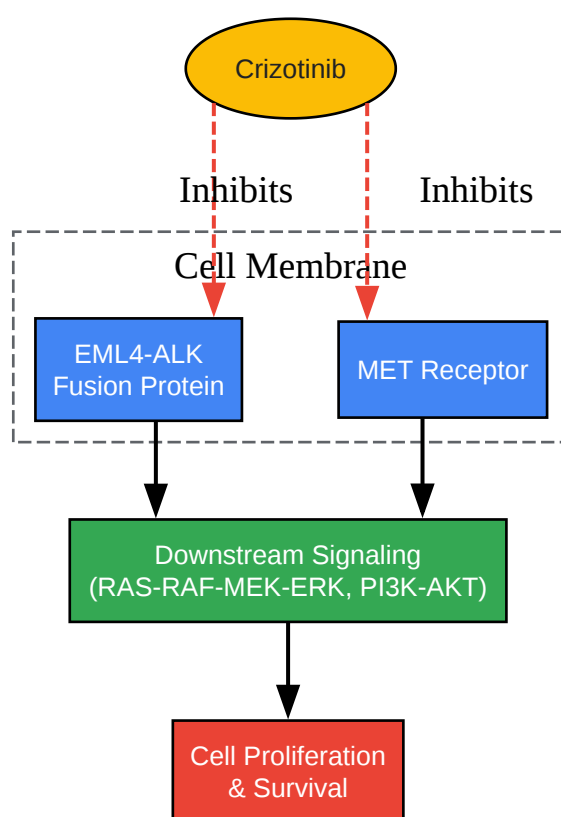 Crizotinib
Inhibits
Inhibits
Cell Membrane
EML4-ALK
Fusion Protein
MET Receptor
Downstream Signaling
(RAS-RAF-MEK-ERK, PI3K-AKT)
Cell Proliferation
& Survival